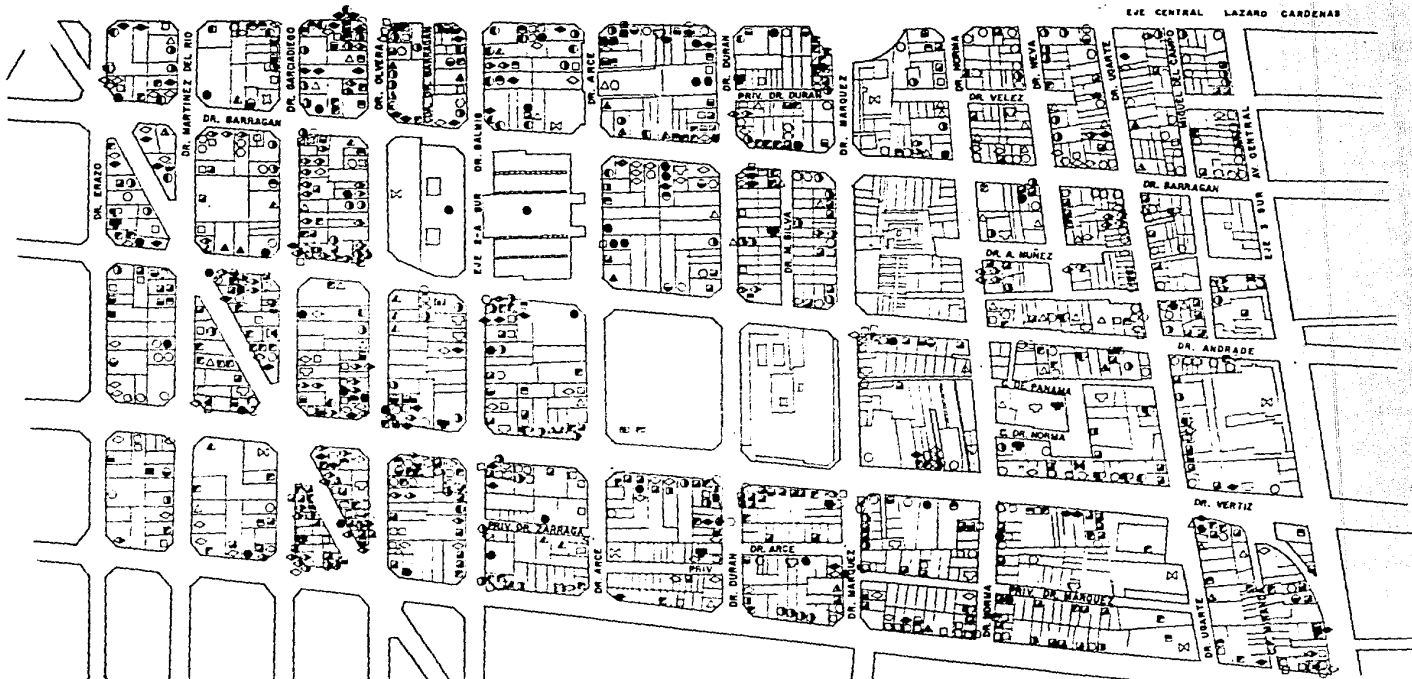 EJE CENTRAL LAZARO CARDENAS
DR. ERAZO
DR. MARTINEZ DEL RIO
DR. GARCIADIEGO
DR. OLVERA
CDA. DR. BARRAGAN
DR. BALMIS
EJE 2-A SUR
DR. ARCE
DR. DURAN
PRIV. DR. DURAN
DR. MARQUEZ
DR. NORMA
DR. VELEZ
DR. NEVA
DR. UGARTE
MIGUEL DEL CAMPO
AV CENTRAL
EJE 3 SUR
DR. BARRAGAN
DR. BARRAGAN
DR. M. SILVA
DR. A. NUÑEZ
DR. ANDRADE
C. DE PANAMA
C. DR. NORMA
DR. VERTIZ
PRIV. DR. ZARRAGA
DR. ARCE
PRIV
DR. ARCE
DR. DURAN
DR. MARQUEZ
DR. NORMA
PRIV. DR. MARQUEZ
DR. UGARTE